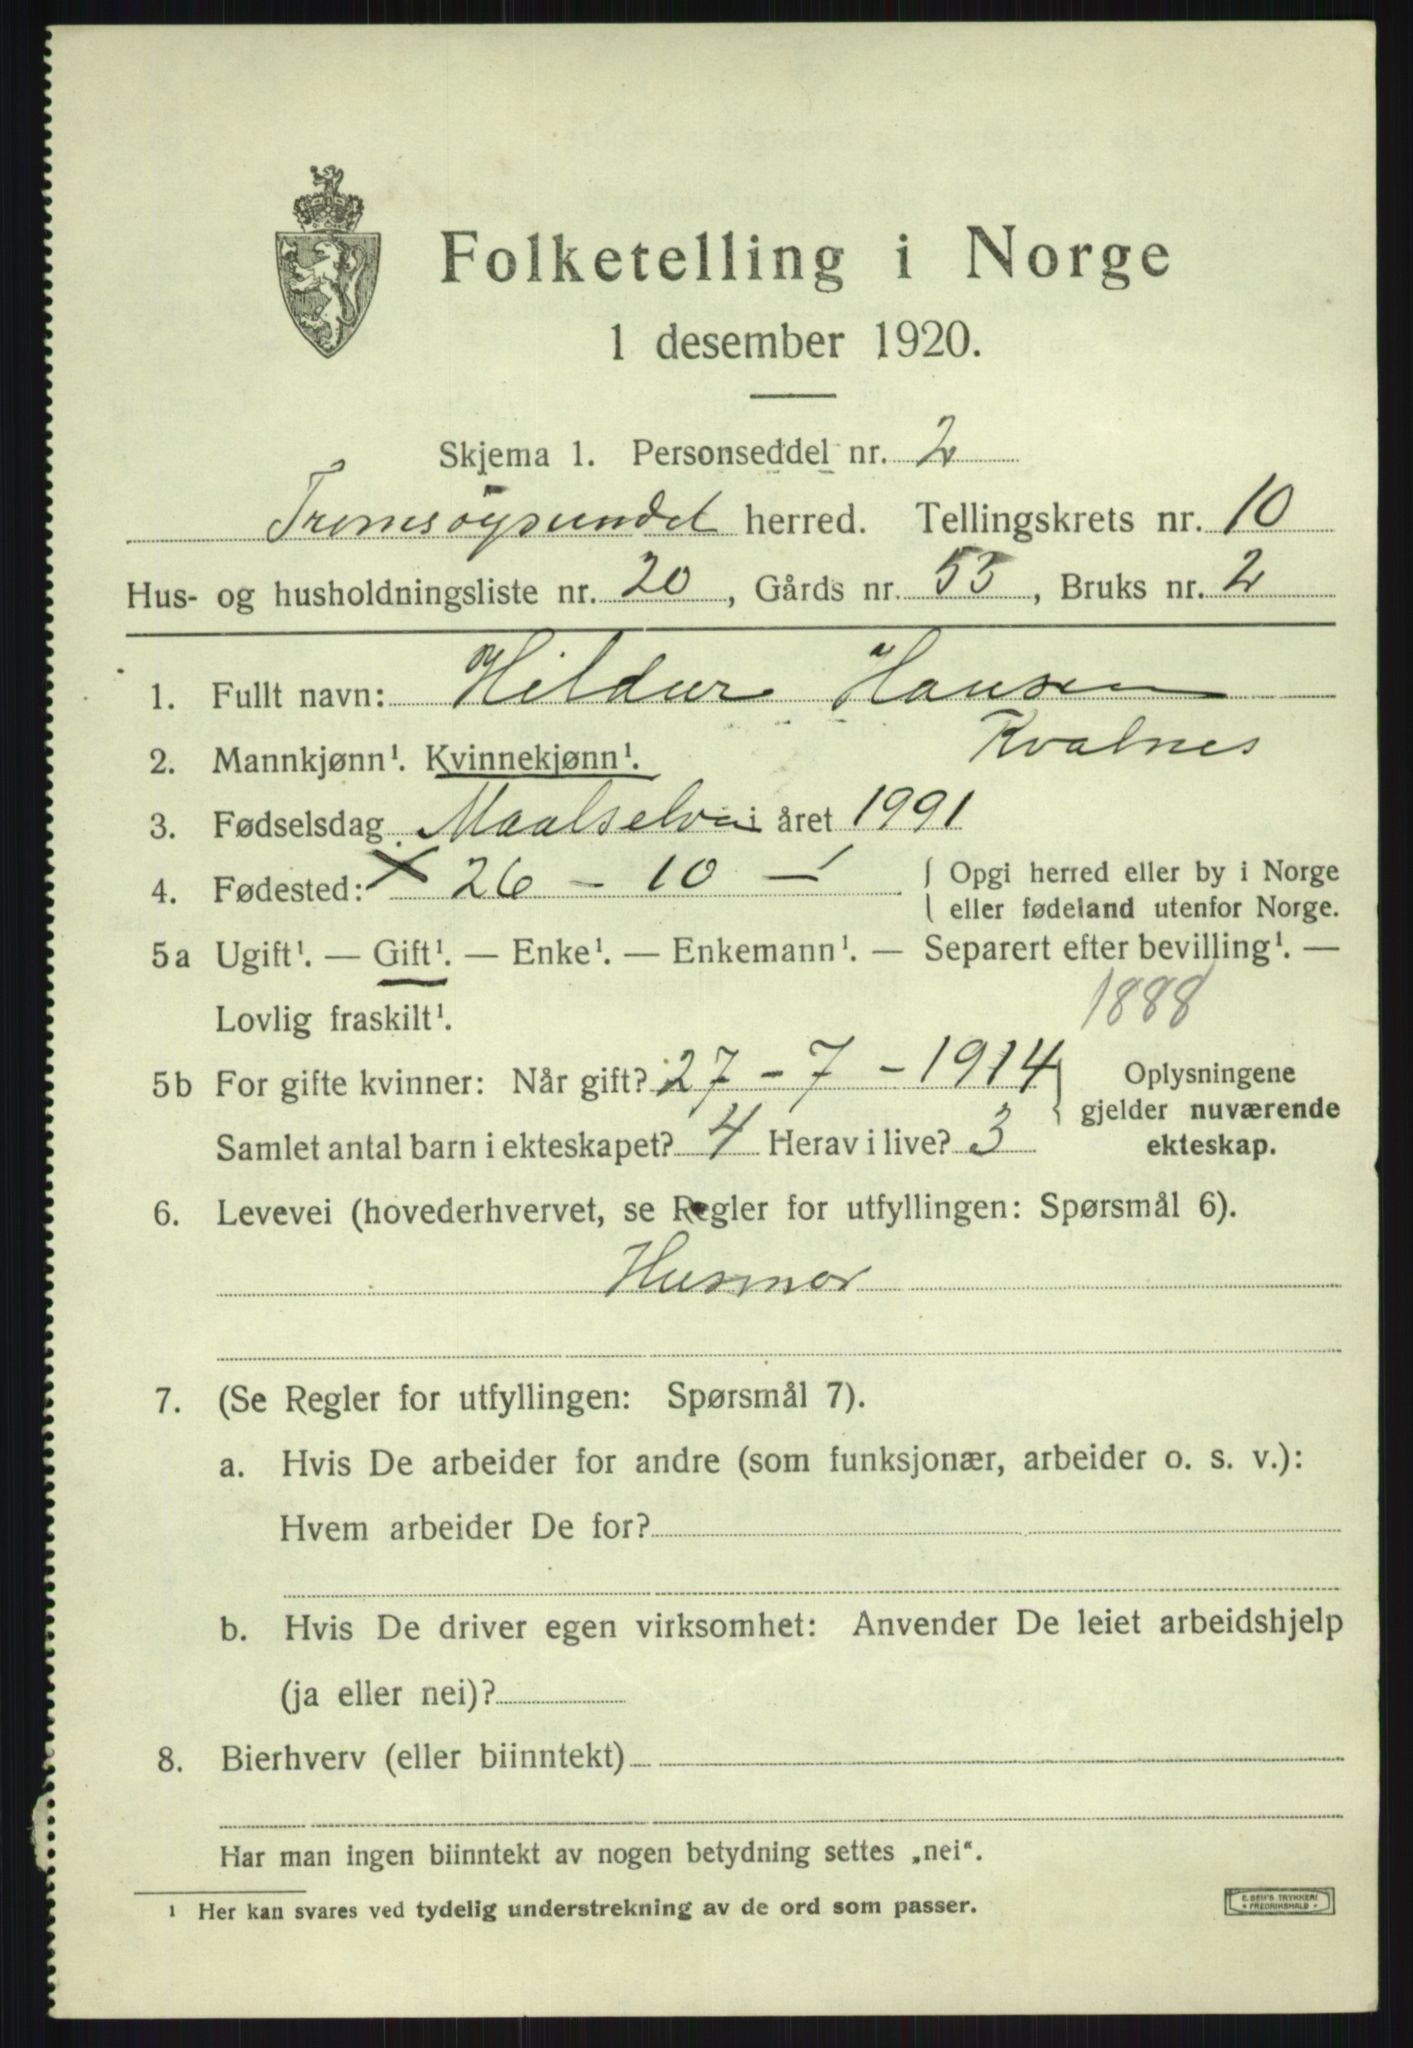 Folketelling i Norge
1 desember 1920.
Skjema 1. Personseddel nr. 2
Tromsøysundet herred. Tellingskrets nr. 10
Hus- og husholdningsliste nr. 20, Gårds nr. 55, Bruks nr. 2
1. Fullt navn: Hildur Hansen
Kvalnes
2. Mannkjønn¹. Kvinnekjønn¹.
3. Fødselsdag Maalselv i året 1991
4. Fødested: × 26 – 10 – { Opgi herred eller by i Norge
eller fødeland utenfor Norge.
5a Ugift¹. — Gift¹. — Enke¹. — Enkemann¹. — Separert efter bevilling¹. —
Lovlig fraskilt¹.
1888
5b For gifte kvinner: Når gift? 27 – 7 – 1914 } Oplysningene
gjelder nuværende
Samlet antal barn i ekteskapet? 4 Herav i live? 3 ekteskap.
6. Levevei (hovederhvervet, se Regler for utfyllingen: Spørsmål 6).
Husmor
7. (Se Regler for utfyllingen: Spørsmål 7).
a. Hvis De arbeider for andre (som funksjonær, arbeider o. s. v.):
Hvem arbeider De for?
b. Hvis De driver egen virksomhet: Anvender De leiet arbeidshjelp
(ja eller nei)?
8. Bierhverv (eller biinntekt)
Har man ingen biinntekt av nogen betydning settes „nei“.
¹ Her kan svares ved tydelig understrekning av de ord som passer.
E. SEM'S TRYKKERI
* FREDRIKSHALD *